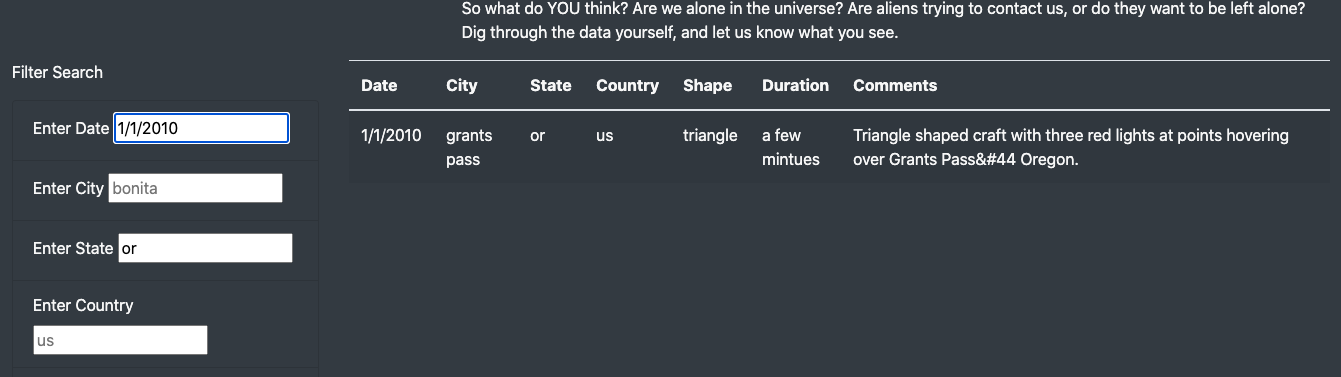 So what do YOU think? Are we alone in the universe? Are aliens trying to contact us, or do they want to be left alone?
Dig through the data yourself, and let us know what you see.
Filter Search
Enter Date 1/1/2010
Enter City bonita
Enter State or
Enter Country
us
Date City State Country Shape Duration Comments
1/1/2010 grants or us triangle a few Triangle shaped craft with three red lights at points hovering
pass mintues over Grants Pass&#44 Oregon.